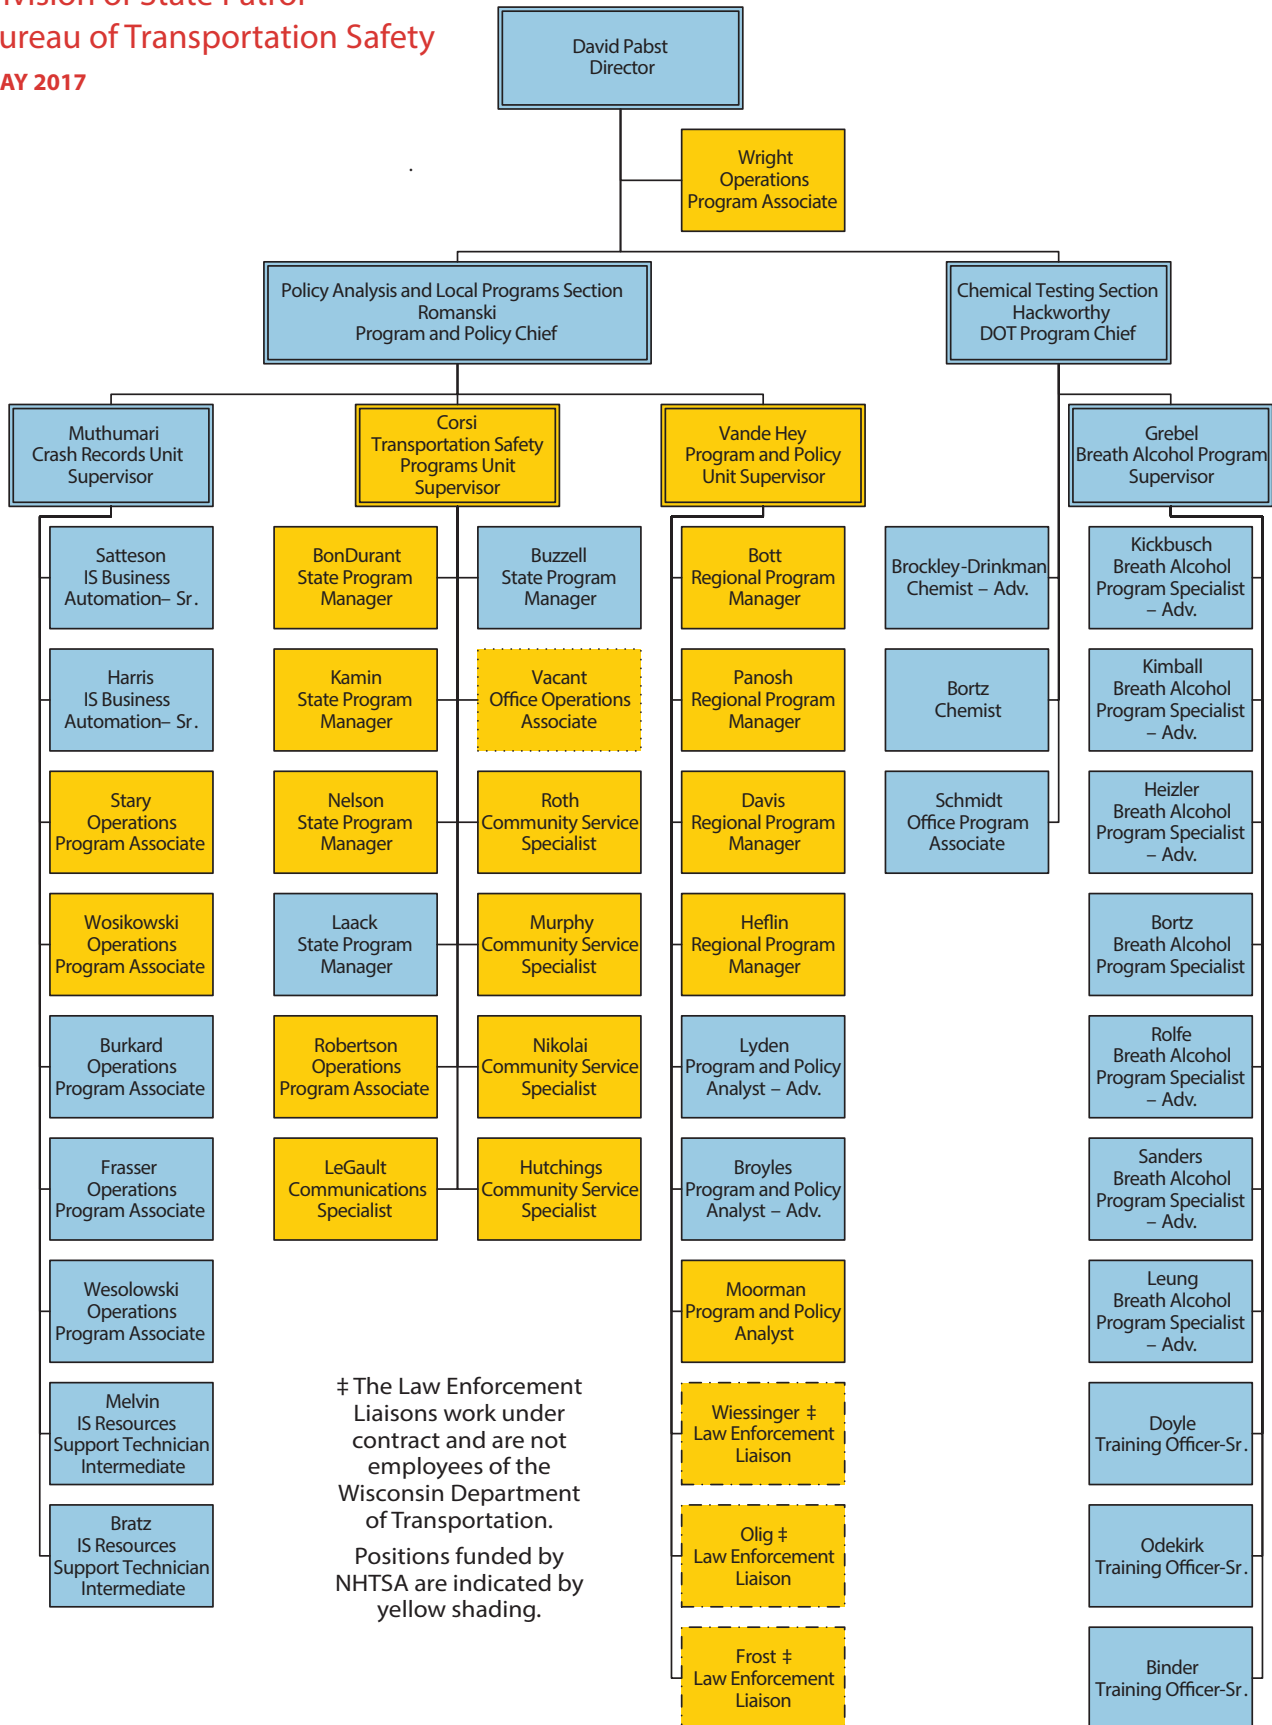 ivision of State Patrol
ureau of Transportation Safety
AY 2017
David Pabst
Director
Wright
Operations
Program Associate
Policy Analysis and Local Programs Section
Romanski
Program and Policy Chief
Chemical Testing Section
Hackworthy
DOT Program Chief
Muthumari
Crash Records Unit
Supervisor
Corsi
Transportation Safety
Programs Unit
Supervisor
Vande Hey
Program and Policy
Unit Supervisor
Grebel
Breath Alcohol Program
Supervisor
Satteson
IS Business
Automation– Sr.
Harris
IS Business
Automation– Sr.
Stary
Operations
Program Associate
Wosikowski
Operations
Program Associate
Burkard
Operations
Program Associate
Frasser
Operations
Program Associate
Wesolowski
Operations
Program Associate
Melvin
IS Resources
Support Technician
Intermediate
Bratz
IS Resources
Support Technician
Intermediate
BonDurant
State Program
Manager
Kamin
State Program
Manager
Nelson
State Program
Manager
Laack
State Program
Manager
Robertson
Operations
Program Associate
LeGault
Communications
Specialist
Buzzell
State Program
Manager
Vacant
Office Operations
Associate
Roth
Community Service
Specialist
Murphy
Community Service
Specialist
Nikolai
Community Service
Specialist
Hutchings
Community Service
Specialist
Bott
Regional Program
Manager
Panosh
Regional Program
Manager
Davis
Regional Program
Manager
Heflin
Regional Program
Manager
Lyden
Program and Policy
Analyst – Adv.
Broyles
Program and Policy
Analyst – Adv.
Moorman
Program and Policy
Analyst
Wiessinger ‡
Law Enforcement
Liaison
Olig ‡
Law Enforcement
Liaison
Frost ‡
Law Enforcement
Liaison
Brockley-Drinkman
Chemist – Adv.
Bortz
Chemist
Schmidt
Office Program
Associate
Kickbusch
Breath Alcohol
Program Specialist
– Adv.
Kimball
Breath Alcohol
Program Specialist
– Adv.
Heizler
Breath Alcohol
Program Specialist
– Adv.
Bortz
Breath Alcohol
Program Specialist
Rolfe
Breath Alcohol
Program Specialist
– Adv.
Sanders
Breath Alcohol
Program Specialist
– Adv.
Leung
Breath Alcohol
Program Specialist
– Adv.
Doyle
Training Officer-Sr.
Odekirk
Training Officer-Sr.
Binder
Training Officer-Sr.
‡ The Law Enforcement
Liaisons work under
contract and are not
employees of the
Wisconsin Department
of Transportation.
Positions funded by
NHTSA are indicated by
yellow shading.